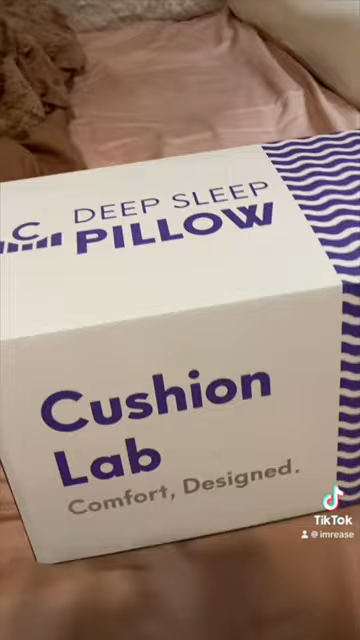 DEEP SLEEP
PILLOW
Cushion
Lab
Comfort, Designed.
TikTok
@imrease